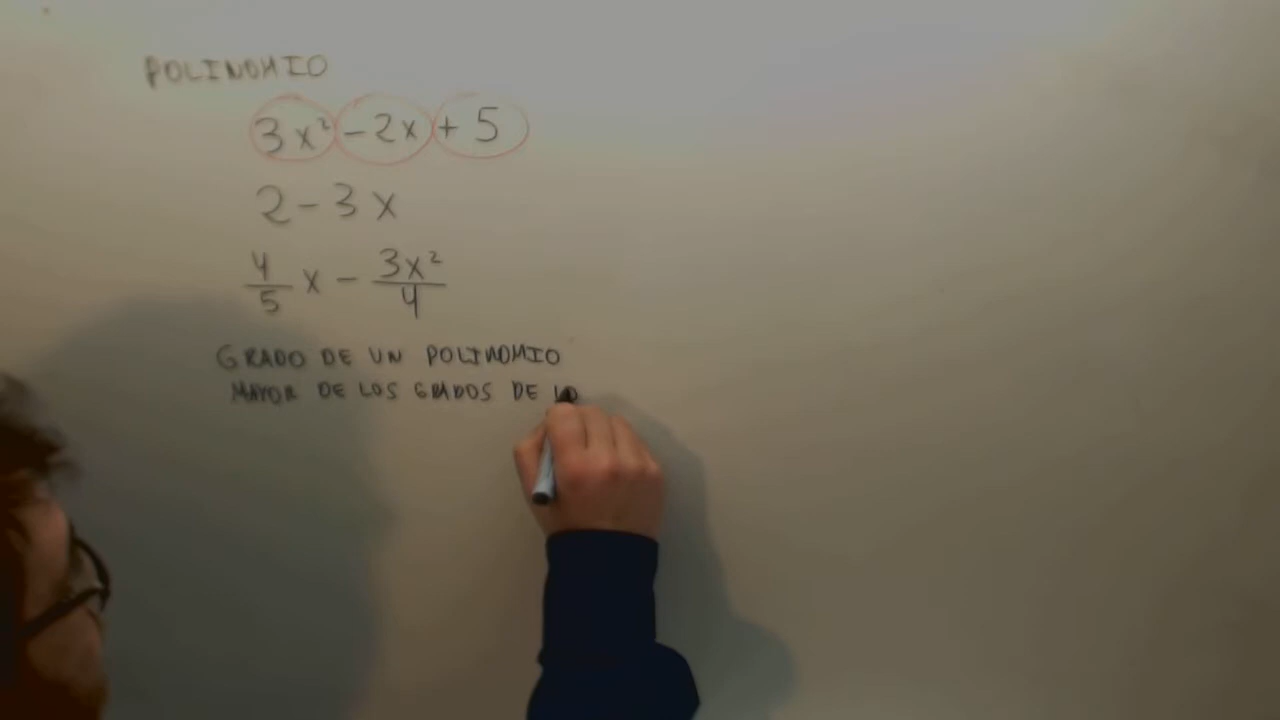 POLINOMIO
3x² - 2x + 5
2 - 3x
4/5 x - 3x²/4
GRADO DE UN POLINOMIO
MAYOR DE LOS GRADOS DE LO